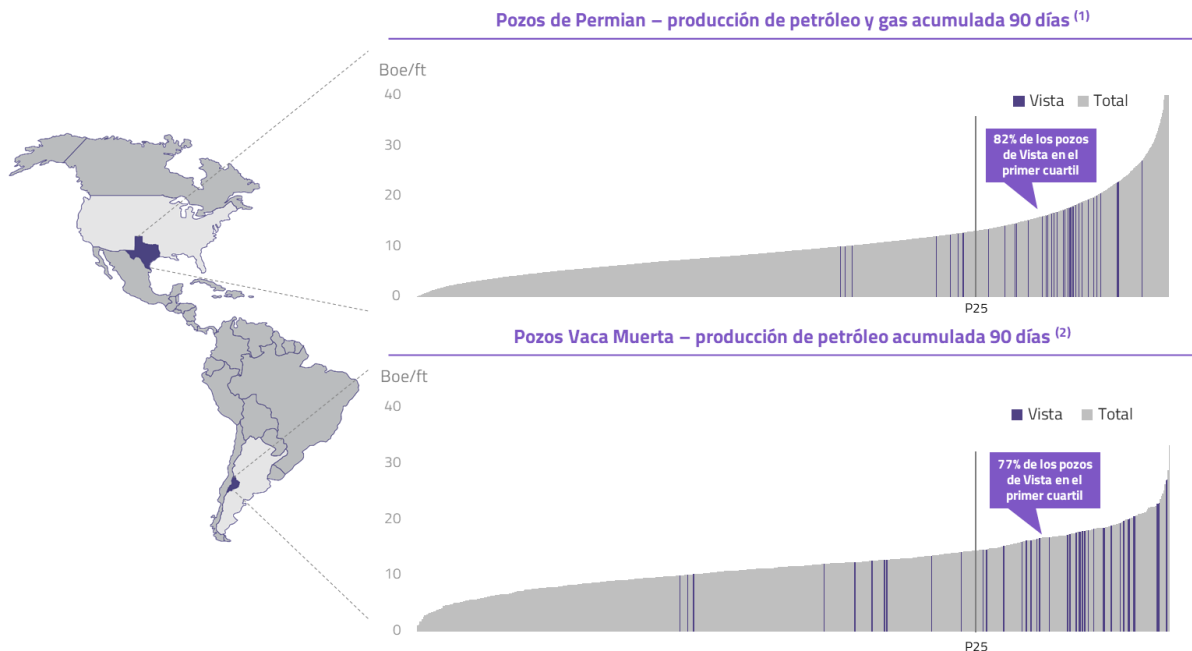 Pozos de Permian – producción de petróleo y gas acumulada 90 días (1)
Boe/ft
40
30
20
10
0
Vista Total
82% de los pozos
de Vista en el
primer cuartil
P25
Pozos Vaca Muerta – producción de petróleo acumulada 90 días (2)
Boe/ft
40
30
20
10
0
Vista Total
77% de los pozos
de Vista en el
primer cuartil
P25